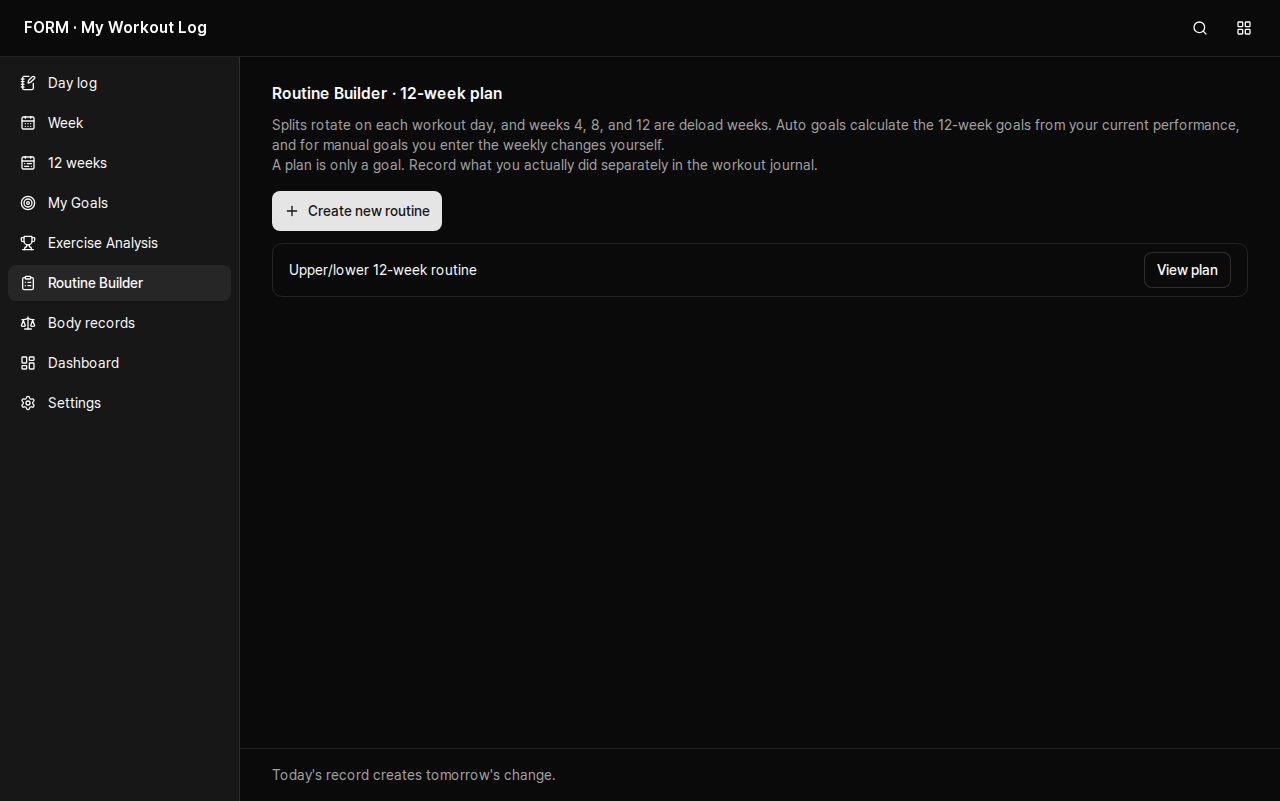 FORM · My Workout Log
Day log
Week
12 weeks
My Goals
Exercise Analysis
Routine Builder
Body records
Dashboard
Settings
Routine Builder · 12-week plan
Splits rotate on each workout day, and weeks 4, 8, and 12 are deload weeks. Auto goals calculate the 12-week goals from your current performance,
and for manual goals you enter the weekly changes yourself.
A plan is only a goal. Record what you actually did separately in the workout journal.
Create new routine
Upper/lower 12-week routine
View plan
Today's record creates tomorrow's change.